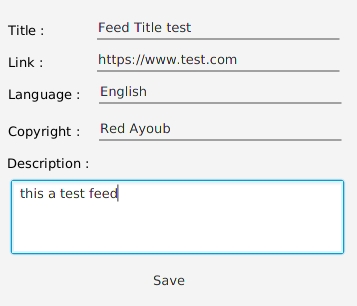 Title : Feed Title test
Link : https://www.test.com
Language : English
Copyright : Red Ayoub
Description :
this a test feed
Save